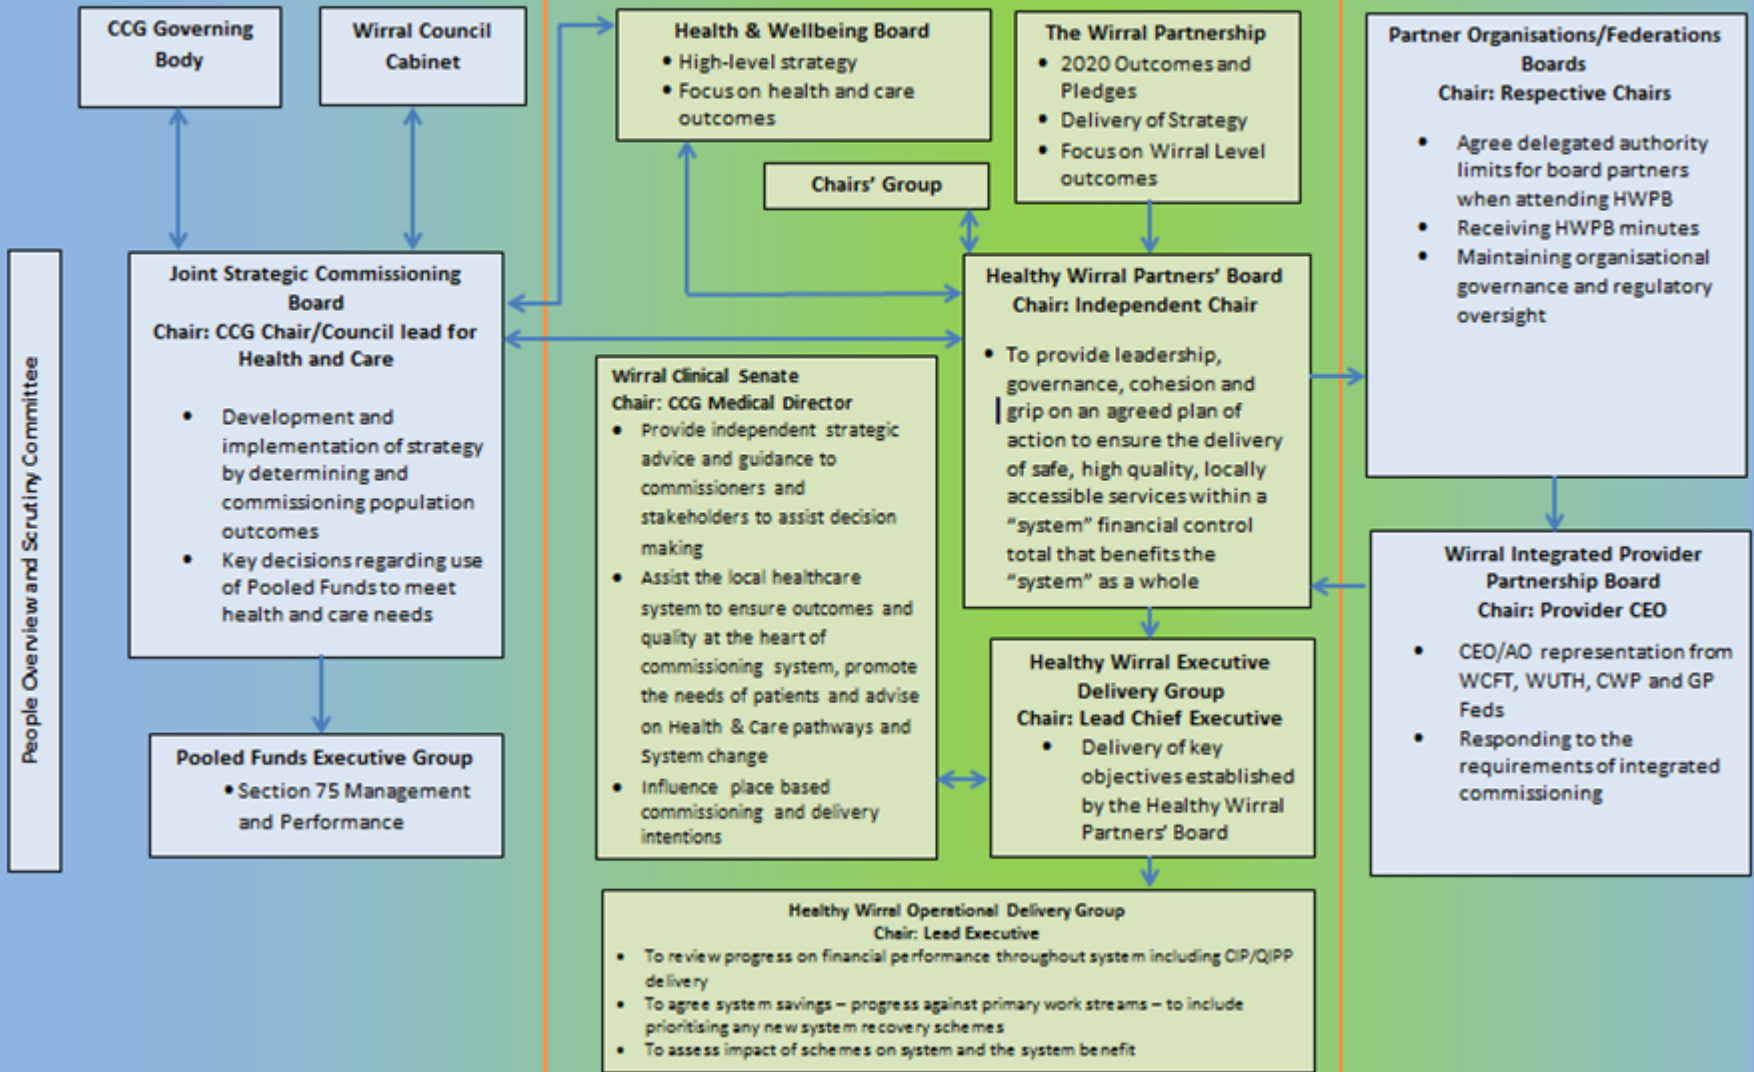 CCG Governing
Body
Wirral Council
Cabinet
Health & Wellbeing Board
• High-level strategy
• Focus on health and care
outcomes
The Wirral Partnership
• 2020 Outcomes and
Pledges
• Delivery of Strategy
• Focus on Wirral Level
outcomes
Partner Organisations/Federations
Boards
Chair: Respective Chairs
• Agree delegated authority
limits for board partners
when attending HWPB
• Receiving HWPB minutes
• Maintaining organisational
governance and regulatory
oversight
Chairs’ Group
People Overview and Scrutiny Committee
Joint Strategic Commissioning
Board
Chair: CCG Chair/Council lead for
Health and Care
• Development and
implementation of strategy
by determining and
commissioning population
outcomes
• Key decisions regarding use
of Pooled Funds to meet
health and care needs
Healthy Wirral Partners’ Board
Chair: Independent Chair
• To provide leadership,
governance, cohesion and
grip on an agreed plan of
action to ensure the delivery
of safe, high quality, locally
accessible services within a
“system” financial control
total that benefits the
“system” as a whole
Wirral Clinical Senate
Chair: CCG Medical Director
• Provide independent strategic
advice and guidance to
commissioners and
stakeholders to assist decision
making
• Assist the local healthcare
system to ensure outcomes and
quality at the heart of
commissioning system, promote
the needs of patients and advise
on Health & Care pathways and
System change
• Influence place based
commissioning and delivery
intentions
Wirral Integrated Provider
Partnership Board
Chair: Provider CEO
• CEO/AO representation from
WCFT, WUTH, CWP and GP
Feds
• Responding to the
requirements of integrated
commissioning
Healthy Wirral Executive
Delivery Group
Chair: Lead Chief Executive
• Delivery of key
objectives established
by the Healthy Wirral
Partners’ Board
Pooled Funds Executive Group
• Section 75 Management
and Performance
Healthy Wirral Operational Delivery Group
Chair: Lead Executive
• To review progress on financial performance throughout system including CIP/QIPP
delivery
• To agree system savings – progress against primary work streams – to include
prioritising any new system recovery schemes
• To assess impact of schemes on system and the system benefit